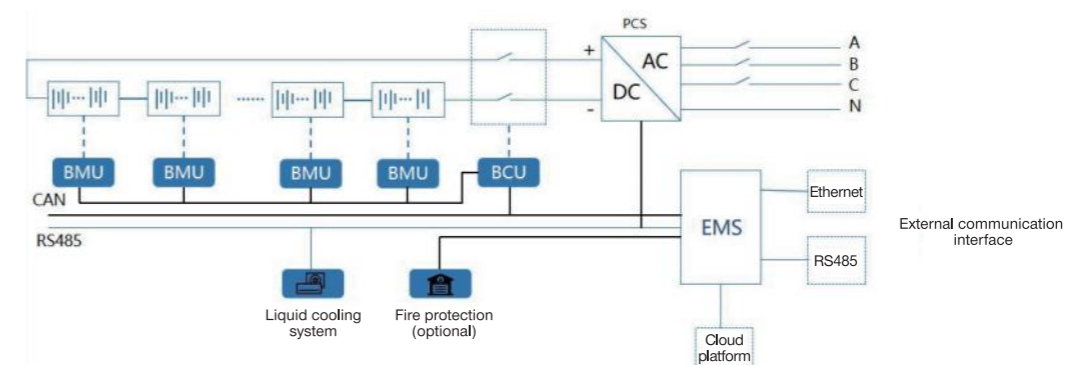 PCS
+
AC
DC
-
A
B
C
N
BMU
BMU
BMU
BMU
BCU
CAN
RS485
EMS
Ethernet
RS485
External communication
interface
Liquid cooling
system
Fire protection
(optional)
Cloud
platform